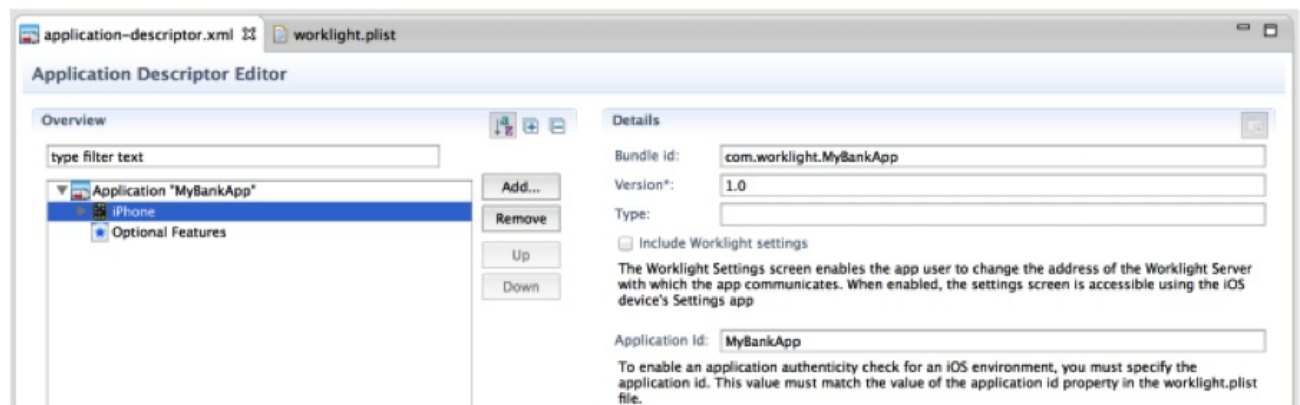 application-descriptor.xml
worklight.plist
Application Descriptor Editor
Overview
type filter text
Application "MyBankApp"
iPhone
Optional Features
Add...
Remove
Up
Down
Details
Bundle id:
com.worklight.MyBankApp
Version*:
1.0
Type:
Include Worklight settings
The Worklight Settings screen enables the app user to change the address of the Worklight Server
with which the app communicates. When enabled, the settings screen is accessible using the iOS
device's Settings app
Application Id:
MyBankApp
To enable an application authenticity check for an iOS environment, you must specify the
application id. This value must match the value of the application id property in the worklight.plist
file.